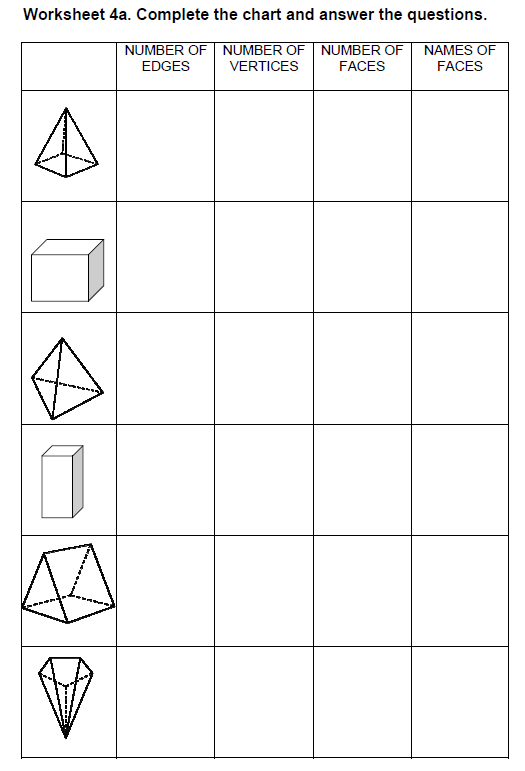 Worksheet 4a. Complete the chart and answer the questions.
NUMBER OF EDGES
NUMBER OF VERTICES
NUMBER OF FACES
NAMES OF FACES